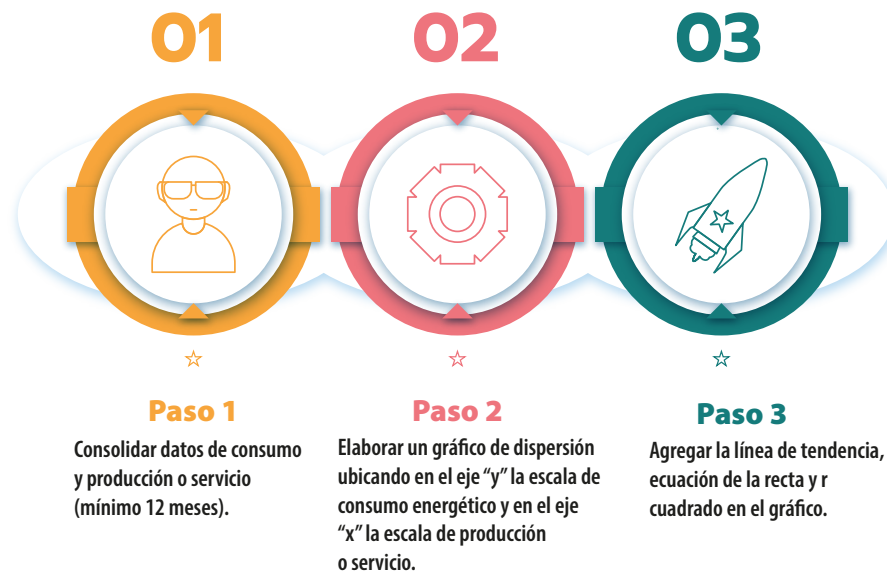 01
02
03
Paso 1
Consolidar datos de consumo
y producción o servicio
(mínimo 12 meses).
Paso 2
Elaborar un gráfico de dispersión
ubicando en el eje “y” la escala de
consumo energético y en el eje
“x” la escala de producción
o servicio.
Paso 3
Agregar la línea de tendencia,
ecuación de la recta y r
cuadrado en el gráfico.